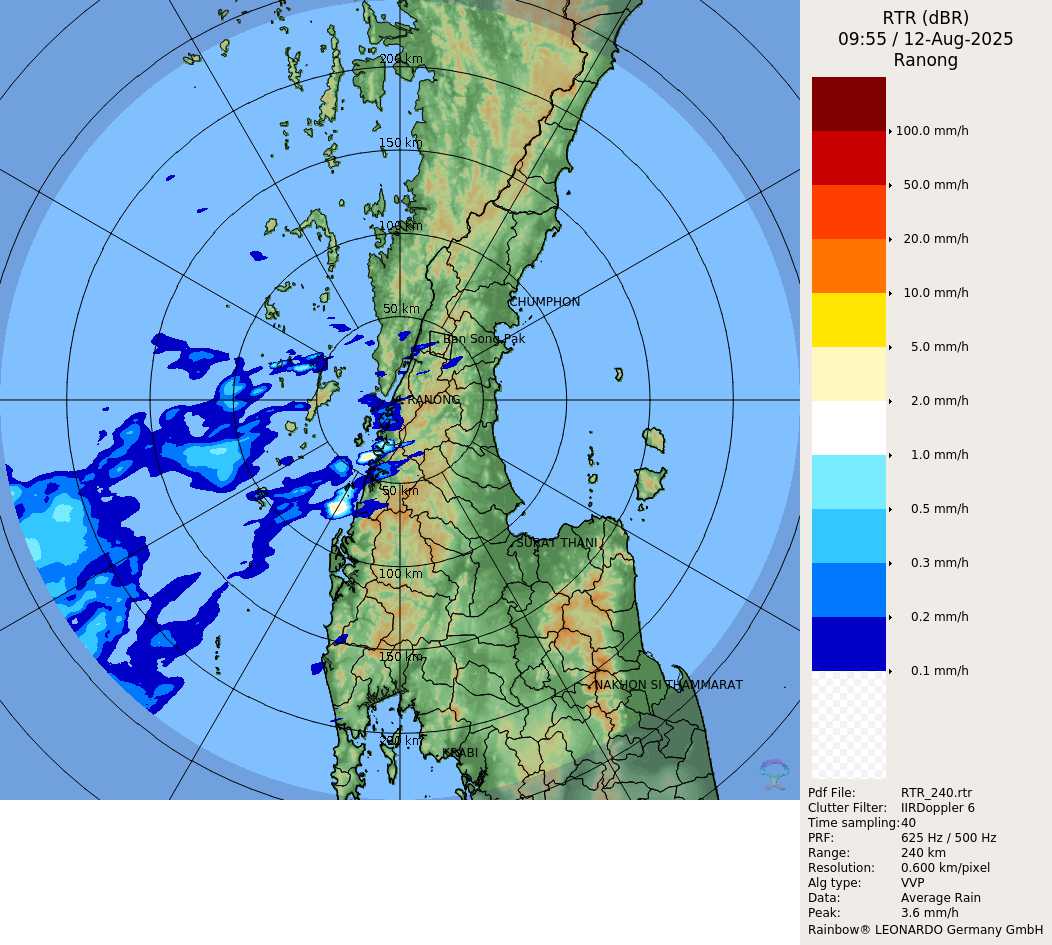 RTR (dBR)
09:55 / 12-Aug-2025
Ranong
200 km
150 km
100 km
50 km
CHUMPHON
Ban Song Pak
RANONG
50 km
SURAT THANI
100 km
150 km
NAKHON SI THAMMARAT
200 km
KRABI
100.0 mm/h
50.0 mm/h
20.0 mm/h
10.0 mm/h
5.0 mm/h
2.0 mm/h
1.0 mm/h
0.5 mm/h
0.3 mm/h
0.2 mm/h
0.1 mm/h
Pdf File: RTR_240.rtr
Clutter Filter: IIRDoppler 6
Time sampling: 40
PRF: 625 Hz / 500 Hz
Range: 240 km
Resolution: 0.600 km/pixel
Alg type: VVP
Data: Average Rain
Peak: 3.6 mm/h
Rainbow® LEONARDO Germany GmbH